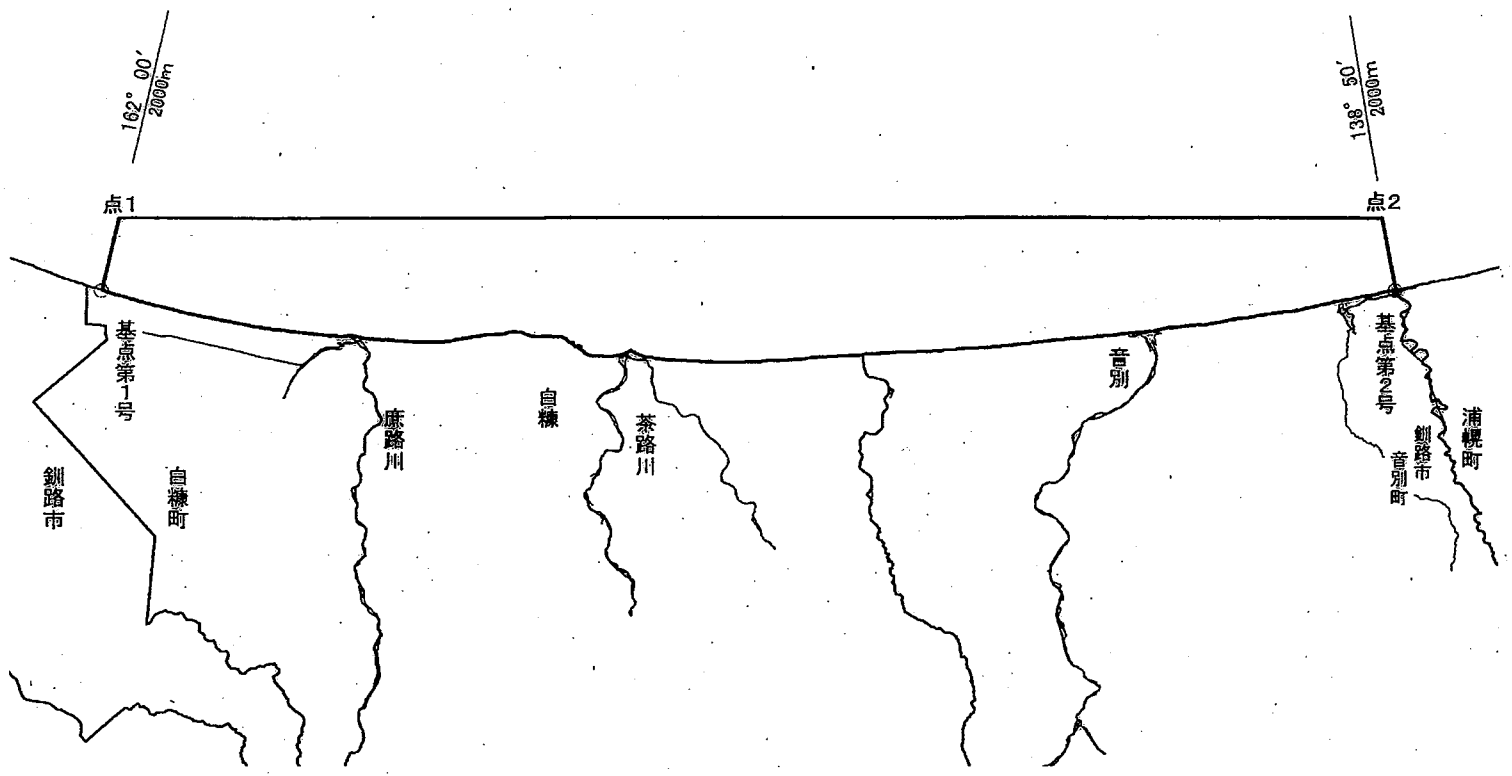 162° 00′
2000m
138° 50′
2000m
点1
点2
基点第1号
基点第2号
庶路川
白糠
茶路川
音別
浦幌町
釧路市
音別町
釧路市
白糠町